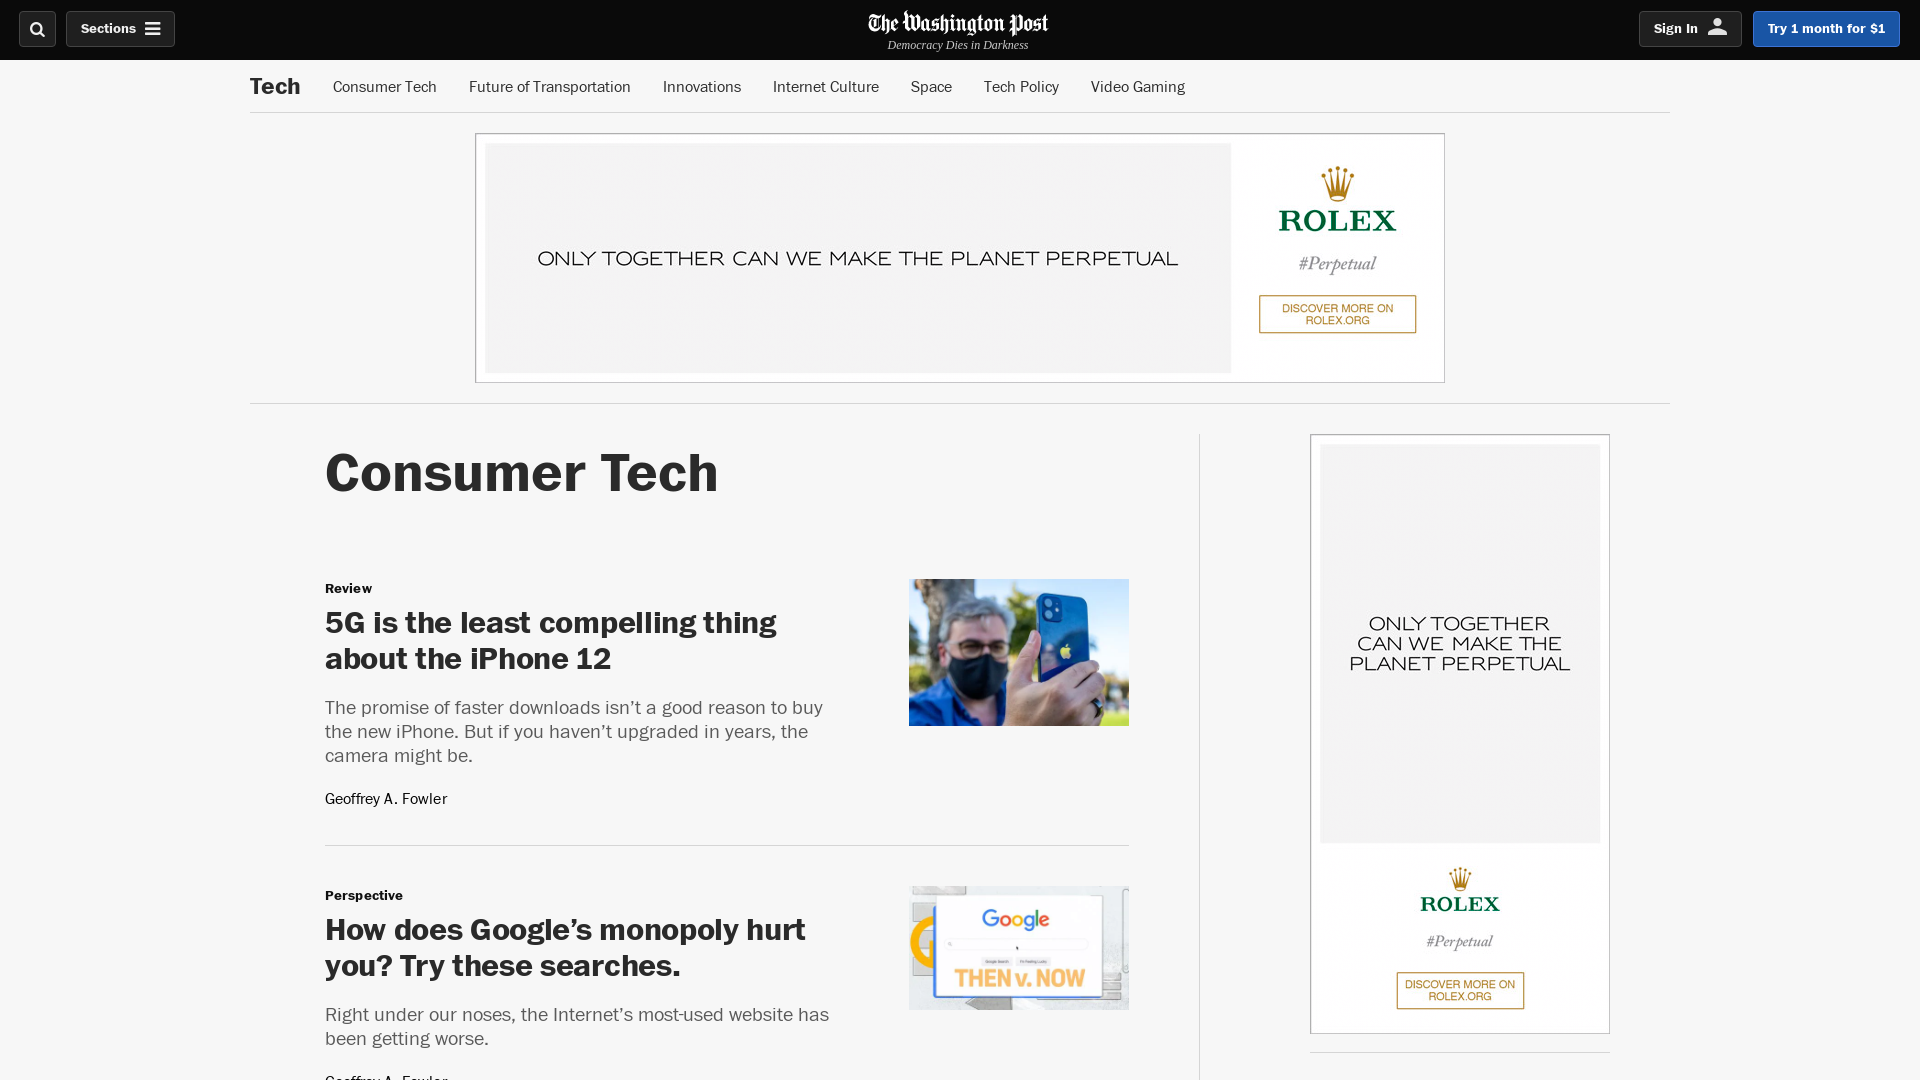 Sections
The Washington Post
Democracy Dies in Darkness
Sign In
Try 1 month for $1
Tech
Consumer Tech
Future of Transportation
Innovations
Internet Culture
Space
Tech Policy
Video Gaming
ONLY TOGETHER CAN WE MAKE THE PLANET PERPETUAL
ROLEX
#Perpetual
DISCOVER MORE ON
ROLEX.ORG
Consumer Tech
Review
5G is the least compelling thing
about the iPhone 12
The promise of faster downloads isn’t a good reason to buy
the new iPhone. But if you haven’t upgraded in years, the
camera might be.
Geoffrey A. Fowler
Perspective
How does Google’s monopoly hurt
you? Try these searches.
Right under our noses, the Internet’s most-used website has
been getting worse.
Geoffrey A. Fowler
Google
Google Search
I'm Feeling Lucky
THEN v. NOW
ONLY TOGETHER
CAN WE MAKE THE
PLANET PERPETUAL
ROLEX
#Perpetual
DISCOVER MORE ON
ROLEX.ORG